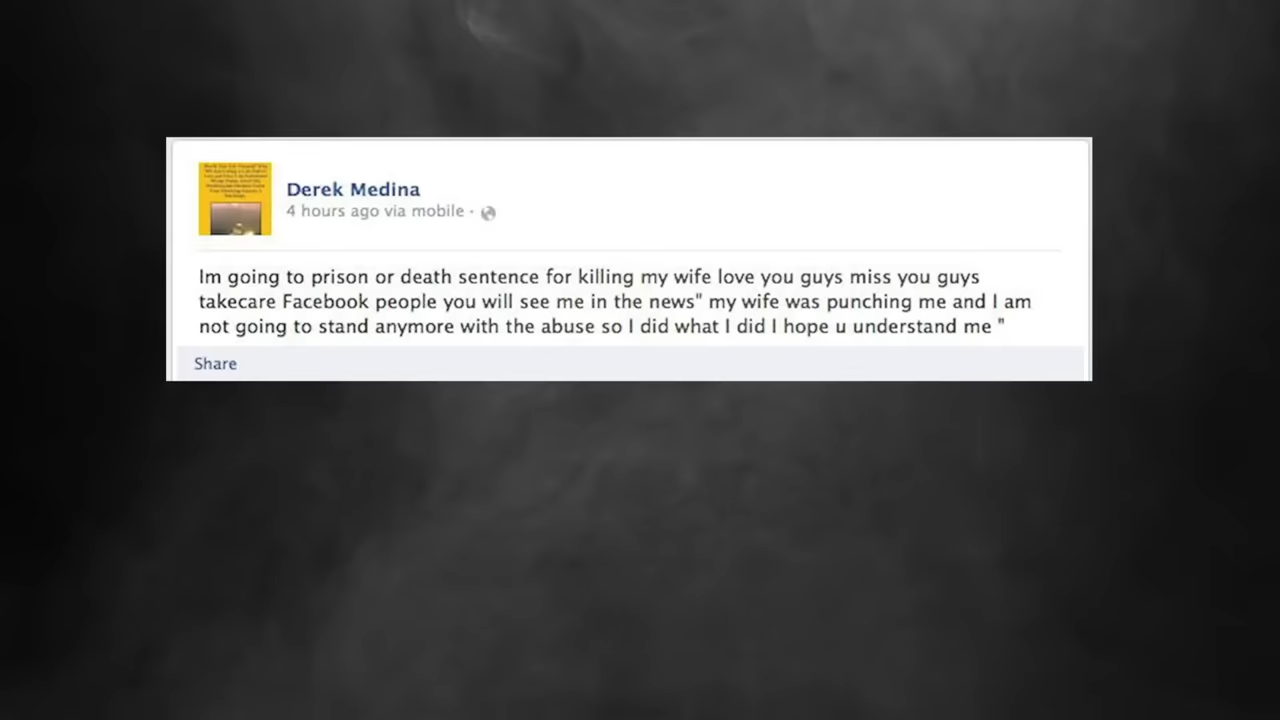 Derek Medina
4 hours ago via mobile ·
Im going to prison or death sentence for killing my wife love you guys miss you guys
takecare Facebook people you will see me in the news" my wife was punching me and I am
not going to stand anymore with the abuse so I did what I did I hope u understand me "
Share